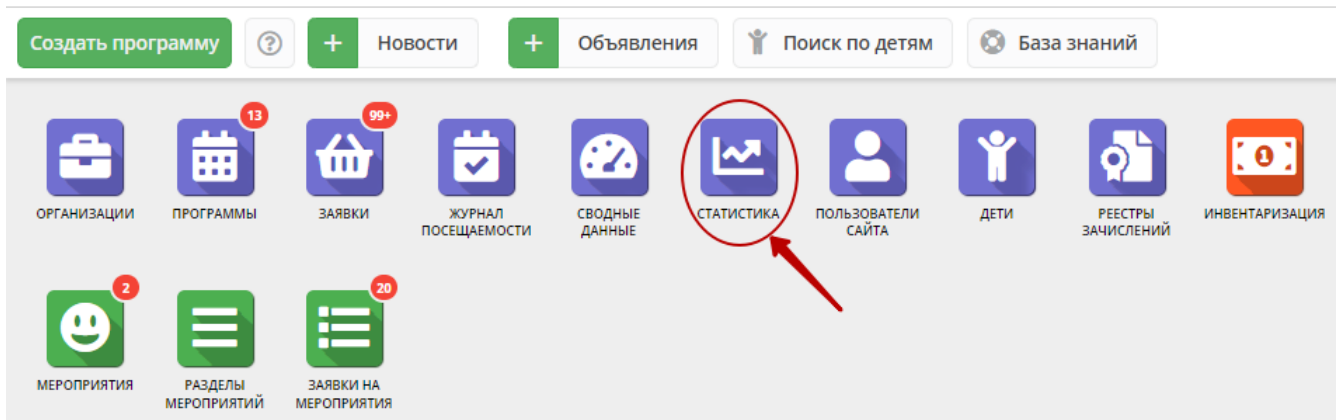 Создать программу ? + Новости + Объявления Поиск по детям База знаний
13 99+
ОРГАНИЗАЦИИ ПРОГРАММЫ ЗАЯВКИ ЖУРНАЛ СВОДНЫЕ СТАТИСТИКА ПОЛЬЗОВАТЕЛИ ДЕТИ РЕЕСТРЫ ИНВЕНТАРИЗАЦИЯ
ПОСЕЩАЕМОСТИ ДАННЫЕ САЙТА ЗАЧИСЛЕНИЙ
2 20
МЕРОПРИЯТИЯ РАЗДЕЛЫ ЗАЯВКИ НА
МЕРОПРИЯТИЙ МЕРОПРИЯТИЯ